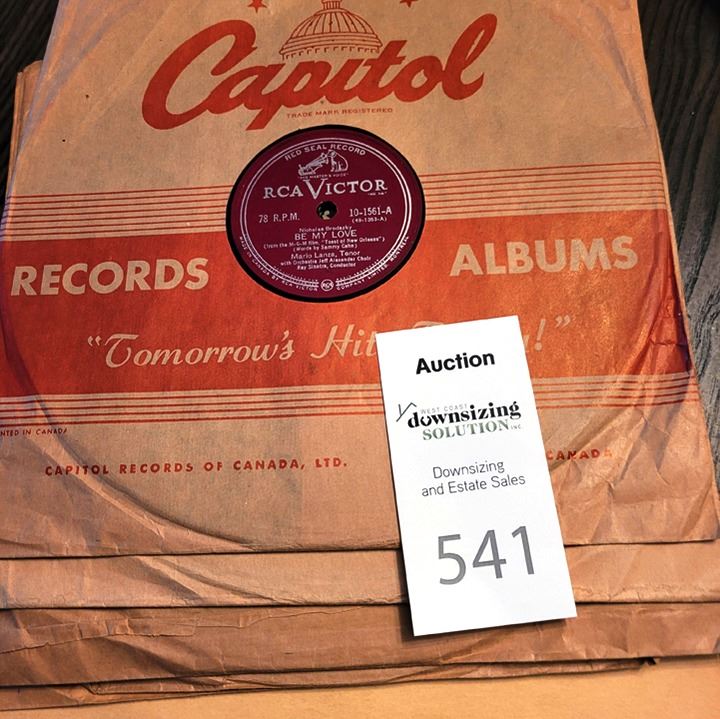 Capitol
TRADE MARK REGISTERED
RED SEAL RECORD
"HIS MASTER'S VOICE"
RCA VICTOR
78 R.P.M.
10-1561-A
Nicholas Brodszky
BE MY LOVE
(from the M-G-M film, "Toast of New Orleans")
(Words by Sammy Cahn)
Mario Lanza, Tenor
with Orchestra Jeff Alexander Choir
Ray Sinatra, Conductor
RECORDS ALBUMS
"Tomorrow's Hit
!"
NTED IN CANADA
CAPITOL RECORDS OF CANADA, LTD.
CANADA
Auction
WEST COAST
downsizing
SOLUTION INC
Downsizing
and Estate Sales
541